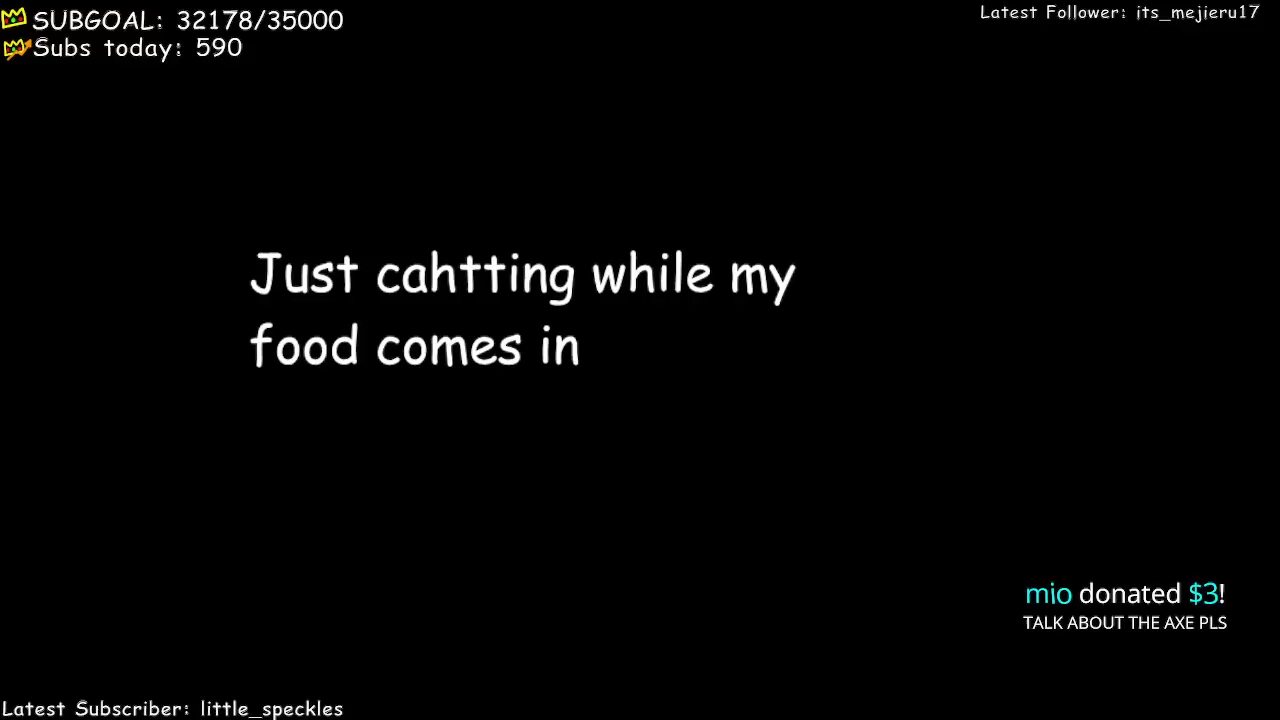 SUBGOAL: 32178/35000
Latest Follower: its_mejieru17
Subs today: 590
Just cahtting while my
food comes in
mio donated $3!
TALK ABOUT THE AXE PLS
Latest Subscriber: little_speckles